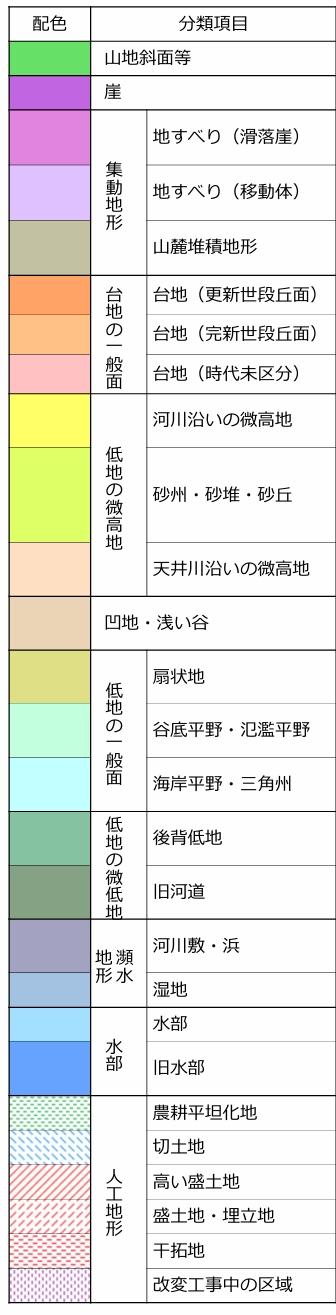 配色 分類項目
山地斜面等
崖
集動地形
地すべり（滑落崖）
地すべり（移動体）
山麓堆積地形
台地の一般面
台地（更新世段丘面）
台地（完新世段丘面）
台地（時代未区分）
低地の微高地
河川沿いの微高地
砂州・砂堆・砂丘
天井川沿いの微高地
凹地・浅い谷
低地の一般面
扇状地
谷底平野・氾濫平野
海岸平野・三角州
低地の微低地
後背低地
旧河道
瀕水地形
河川敷・浜
湿地
水部
水部
旧水部
人工地形
農耕平坦化地
切土地
高い盛土地
盛土地・埋立地
干拓地
改変工事中の区域